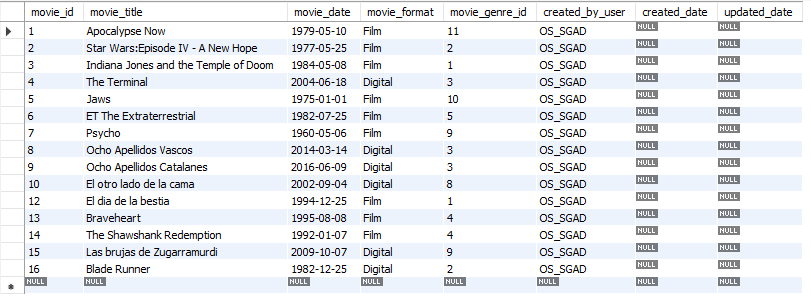 movie_id movie_title movie_date movie_format movie_genre_id created_by_user created_date updated_date
1 Apocalypse Now 1979-05-10 Film 11 OS_SGAD NULL NULL
2 Star Wars:Episode IV - A New Hope 1977-05-25 Film 2 OS_SGAD NULL NULL
3 Indiana Jones and the Temple of Doom 1984-05-08 Film 1 OS_SGAD NULL NULL
4 The Terminal 2004-06-18 Digital 3 OS_SGAD NULL NULL
5 Jaws 1975-01-01 Film 10 OS_SGAD NULL NULL
6 ET The Extraterrestrial 1982-07-25 Film 5 OS_SGAD NULL NULL
7 Psycho 1960-05-06 Film 9 OS_SGAD NULL NULL
8 Ocho Apellidos Vascos 2014-03-14 Digital 3 OS_SGAD NULL NULL
9 Ocho Apellidos Catalanes 2016-06-09 Digital 3 OS_SGAD NULL NULL
10 El otro lado de la cama 2002-09-04 Digital 8 OS_SGAD NULL NULL
12 El dia de la bestia 1994-12-25 Film 1 OS_SGAD NULL NULL
13 Braveheart 1995-08-08 Film 4 OS_SGAD NULL NULL
14 The Shawshank Redemption 1992-01-07 Film 4 OS_SGAD NULL NULL
15 Las brujas de Zugarramurdi 2009-10-07 Digital 9 OS_SGAD NULL NULL
16 Blade Runner 1982-12-25 Digital 2 OS_SGAD NULL NULL
NULL NULL NULL NULL NULL NULL NULL NULL